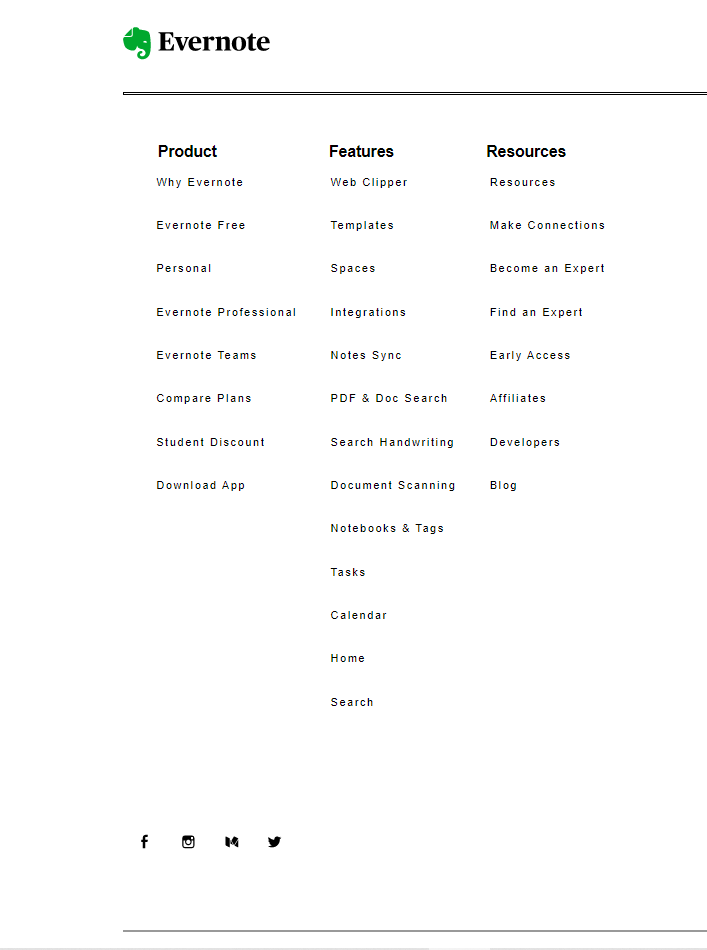 Evernote
Product
Why Evernote
Evernote Free
Personal
Evernote Professional
Evernote Teams
Compare Plans
Student Discount
Download App
Features
Web Clipper
Templates
Spaces
Integrations
Notes Sync
PDF & Doc Search
Search Handwriting
Document Scanning
Notebooks & Tags
Tasks
Calendar
Home
Search
Resources
Resources
Make Connections
Become an Expert
Find an Expert
Early Access
Affiliates
Developers
Blog